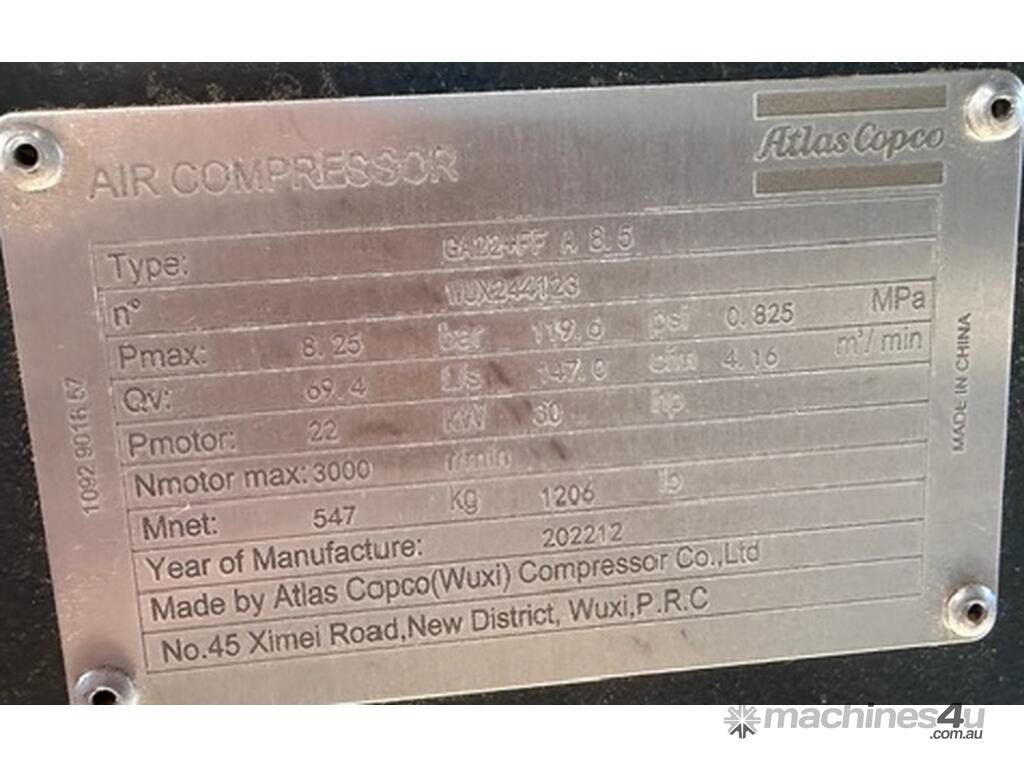 Atlas Copco
AIR COMPRESSOR
Type: GA22+FF A 8.5
n° WUX244123
Pmax: 8.25 bar 119.6 psi 0.825 MPa
Qv: 69.4 L/s 147.0 cfm 4.16 m³/min
Pmotor: 22 kW 30 hp
Nmotor max: 3000 r/min
Mnet: 547 kg 1206 lb
Year of Manufacture: 202212
Made by Atlas Copco(Wuxi) Compressor Co.,Ltd
No.45 Ximei Road,New District, Wuxi,P.R.C
1092 9016 57
MADE IN CHINA
machines4u
.com.au